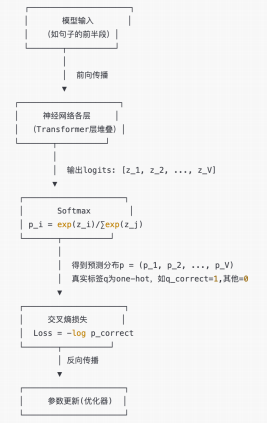 模型输入
（如句子的前半段）
前向传播
神经网络各层
（Transformer层堆叠）
输出logits: [z_1, z_2, ..., z_V]
Softmax
p_i = exp(z_i)/∑exp(z_j)
得到预测分布p = (p_1, p_2, ..., p_V)
真实标签q为one-hot, 如q_correct=1,其他=0
交叉熵损失
Loss = -log p_correct
反向传播
参数更新(优化器)